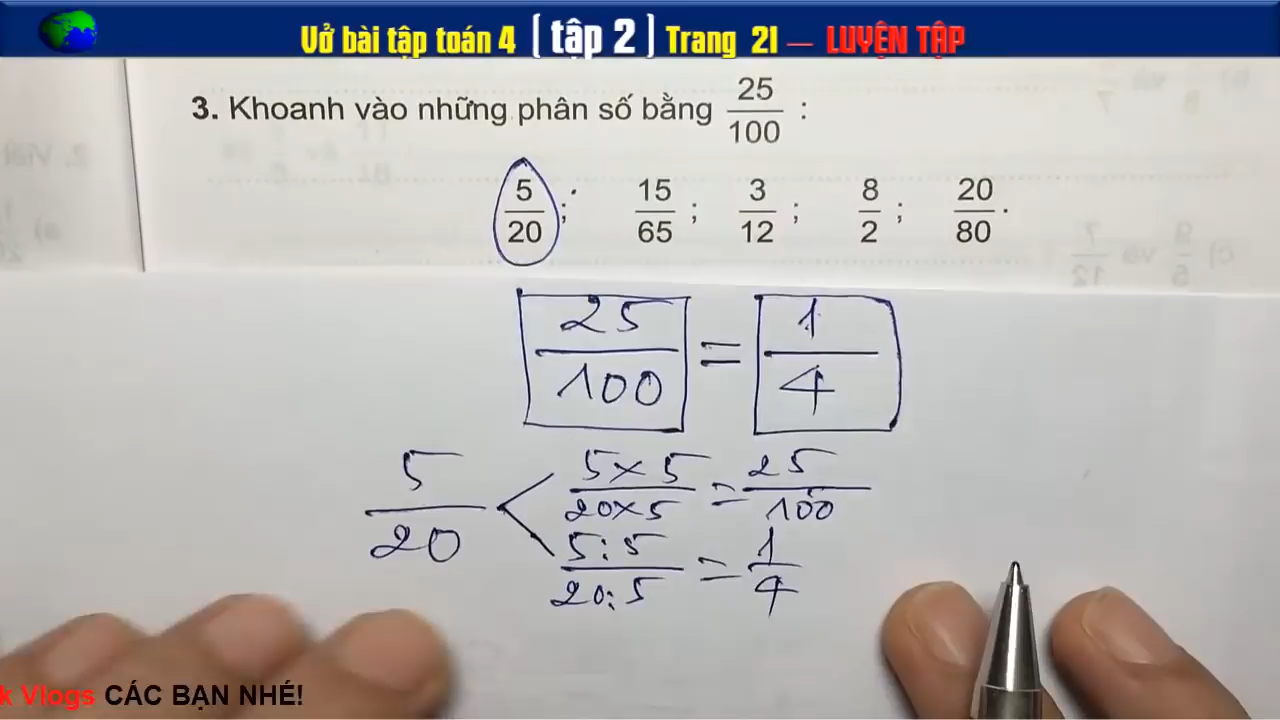 Vở bài tập toán 4 ( tập 2 ) Trang 21 – LUYỆN TẬP
3. Khoanh vào những phân số bằng 25/100 :
5/20 ; 15/65 ; 3/12 ; 8/2 ; 20/80 .
25/100 = 1/4
5/20 < 5×5/20×5 = 25/100
5:5/20:5 = 1/4
k Vlogs CÁC BẠN NHÉ!